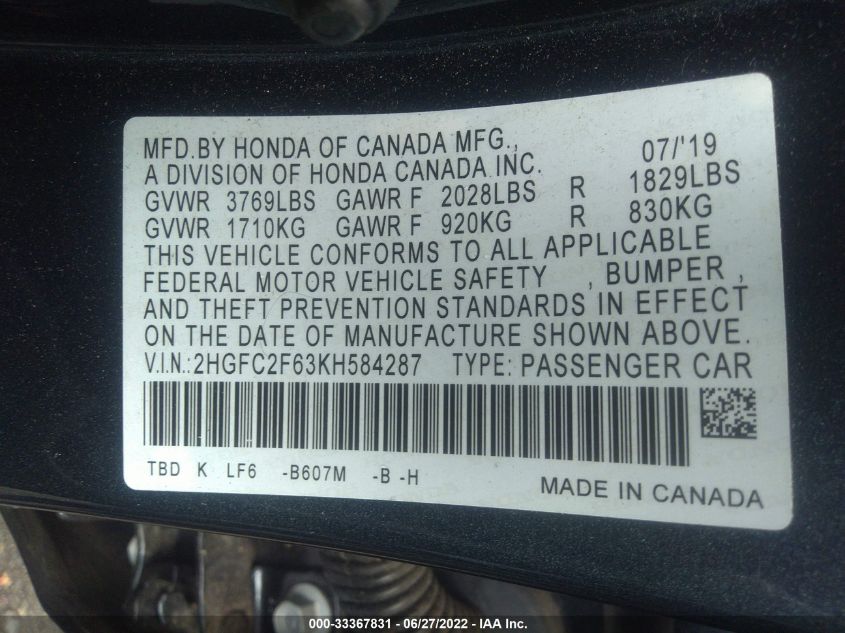 MFD.BY HONDA OF CANADA MFG., 07/'19
A DIVISION OF HONDA CANADA INC.
GVWR 3769LBS GAWR F 2028LBS R 1829LBS
GVWR 1710KG GAWR F 920KG R 830KG
THIS VEHICLE CONFORMS TO ALL APPLICABLE
FEDERAL MOTOR VEHICLE SAFETY , BUMPER ,
AND THEFT PREVENTION STANDARDS IN EFFECT
ON THE DATE OF MANUFACTURE SHOWN ABOVE.
V.I.N.:2HGFC2F63KH584287 TYPE: PASSENGER CAR
TBD K LF6 -B607M -B -H
MADE IN CANADA
000-33367831 - 06/27/2022 - IAA Inc.